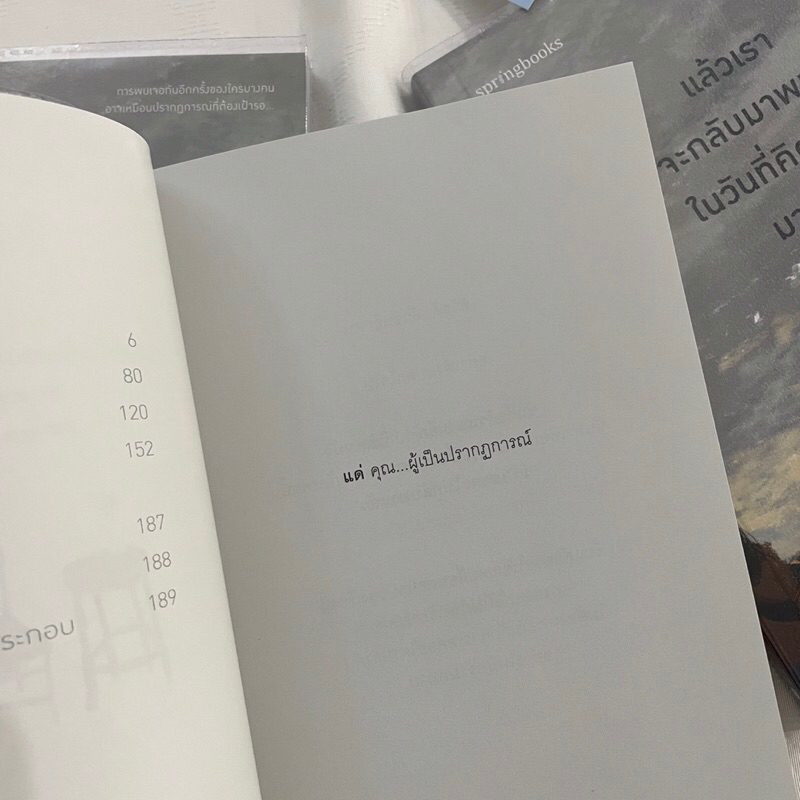 การพบเจอกันอีกครั้งของใครบางคน
อาจเหมือนปรากฏการณ์ที่ต้องเฝ้ารอ...
springbooks
แล้วเรา
จะกลับมาพ
ในวันที่คิด
มา
6
80
120
152
187
188
189
ระกอบ
แด่ คุณ...ผู้เป็นปรากฏการณ์